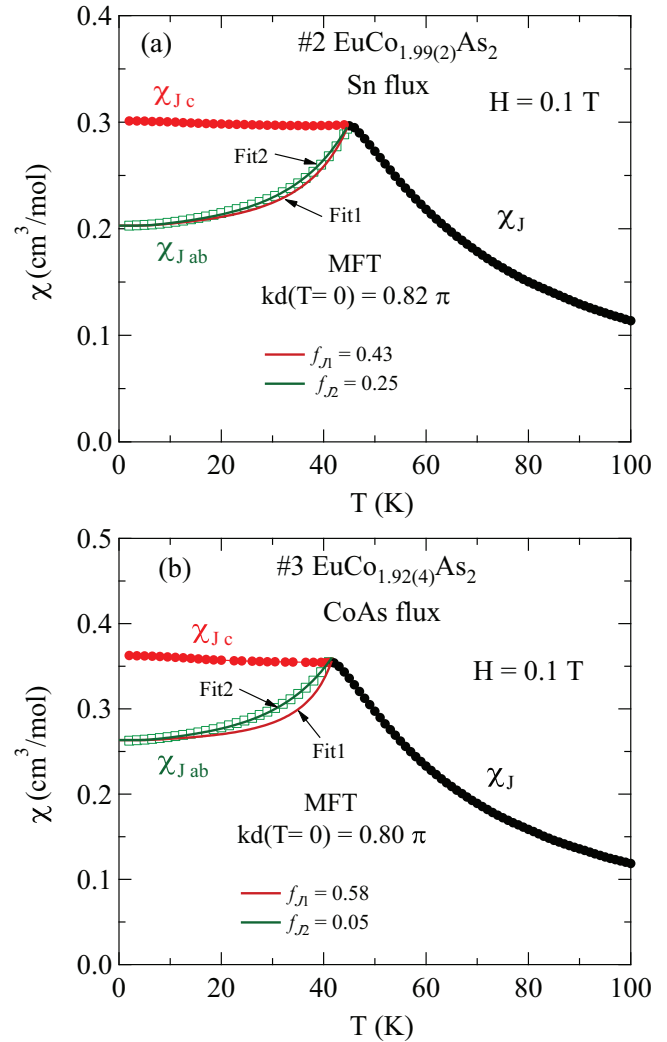 (a)
#2 EuCo1.99(2)As2
Sn flux
H = 0.1 T
χJ c
Fit2
Fit1
χJ
χJ ab
MFT
kd(T= 0) = 0.82 π
fJ1 = 0.43
fJ2 = 0.25
χ (cm3/mol)
0.4
0.3
0.2
0.1
0.0
0 20 40 60 80 100
T (K)
(b)
#3 EuCo1.92(4)As2
CoAs flux
H = 0.1 T
χJ c
Fit2
Fit1
χJ
χJ ab
MFT
kd(T= 0) = 0.80 π
fJ1 = 0.58
fJ2 = 0.05
χ (cm3/mol)
0.5
0.4
0.3
0.2
0.1
0.0
0 20 40 60 80 100
T (K)